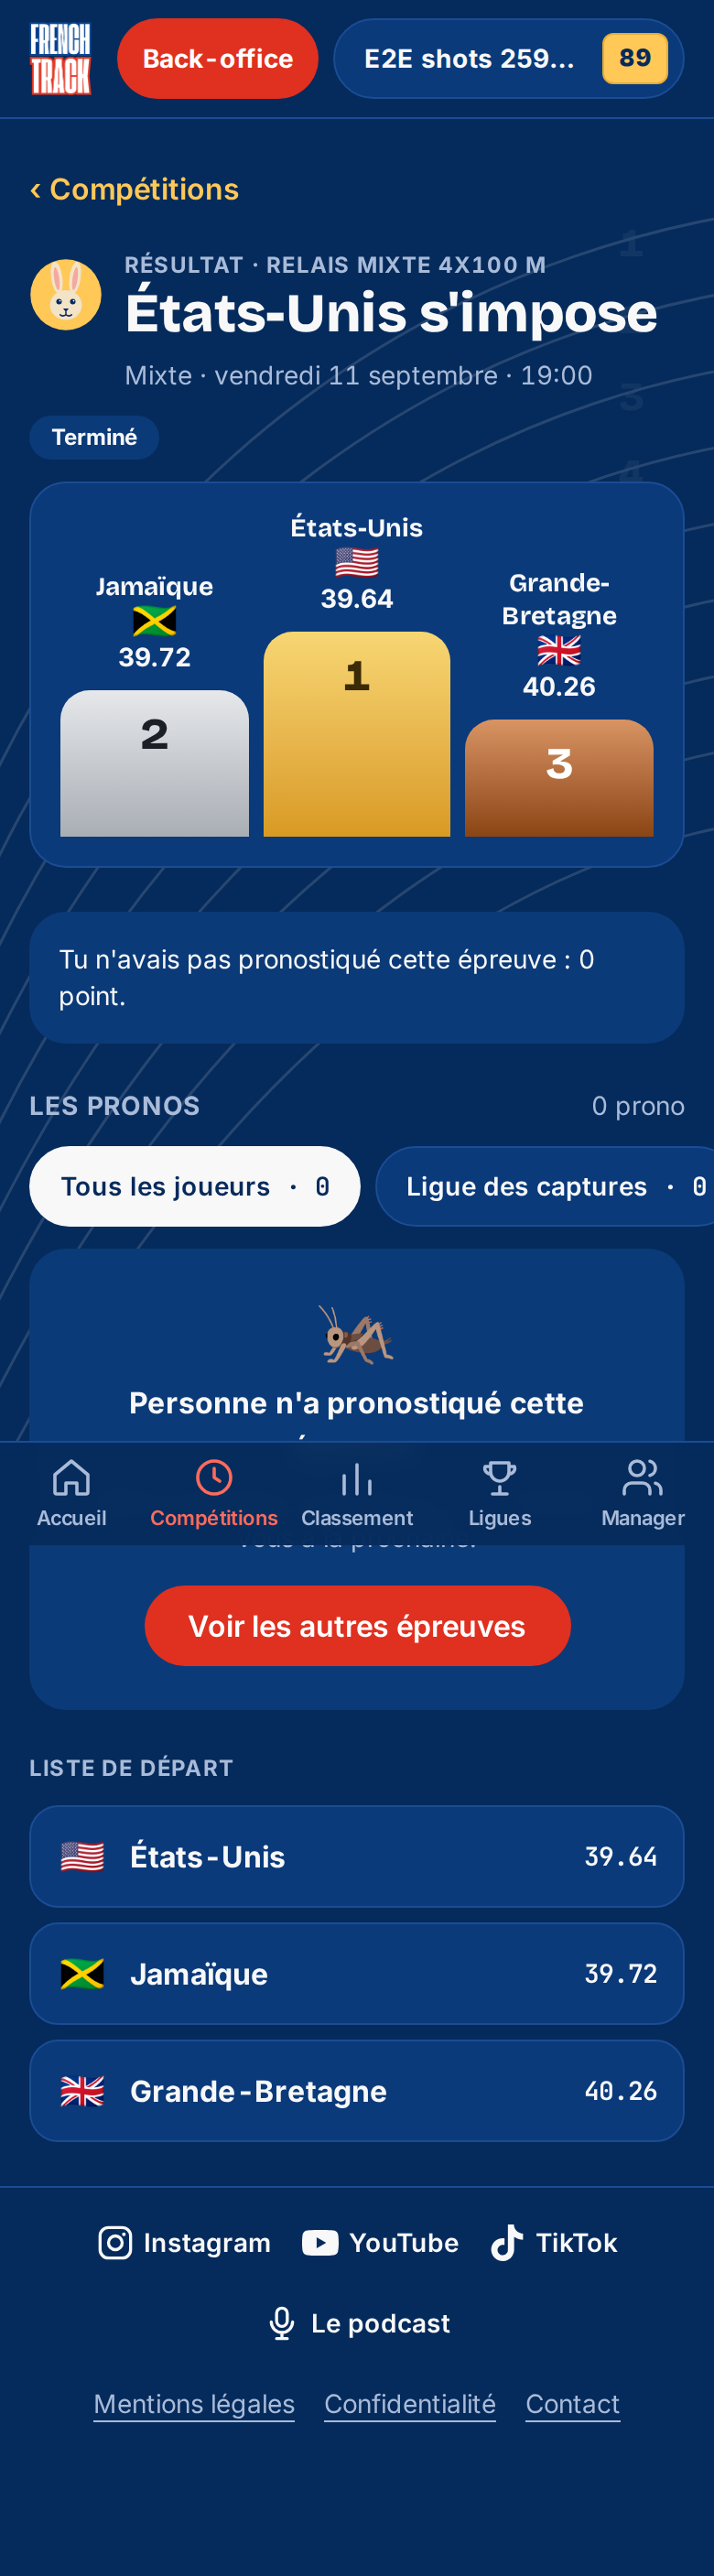 FRENCH
TRACK
Back-office
E2E shots 259...
89
‹ Compétitions
RÉSULTAT · RELAIS MIXTE 4X100 M
États-Unis s'impose
Mixte · vendredi 11 septembre · 19:00
1
3
4
Terminé
États-Unis
39.64
Jamaïque
39.72
Grande-
Bretagne
40.26
1
2
3
Tu n'avais pas pronostiqué cette épreuve : 0
point.
LES PRONOS
0 prono
Tous les joueurs · 0
Ligue des captures · 0
Personne n'a pronostiqué cette
Accueil
Compétitions
Classement
Ligues
Manager
Voir les autres épreuves
LISTE DE DÉPART
États-Unis
39.64
Jamaïque
39.72
Grande-Bretagne
40.26
Instagram
YouTube
TikTok
Le podcast
Mentions légales
Confidentialité
Contact